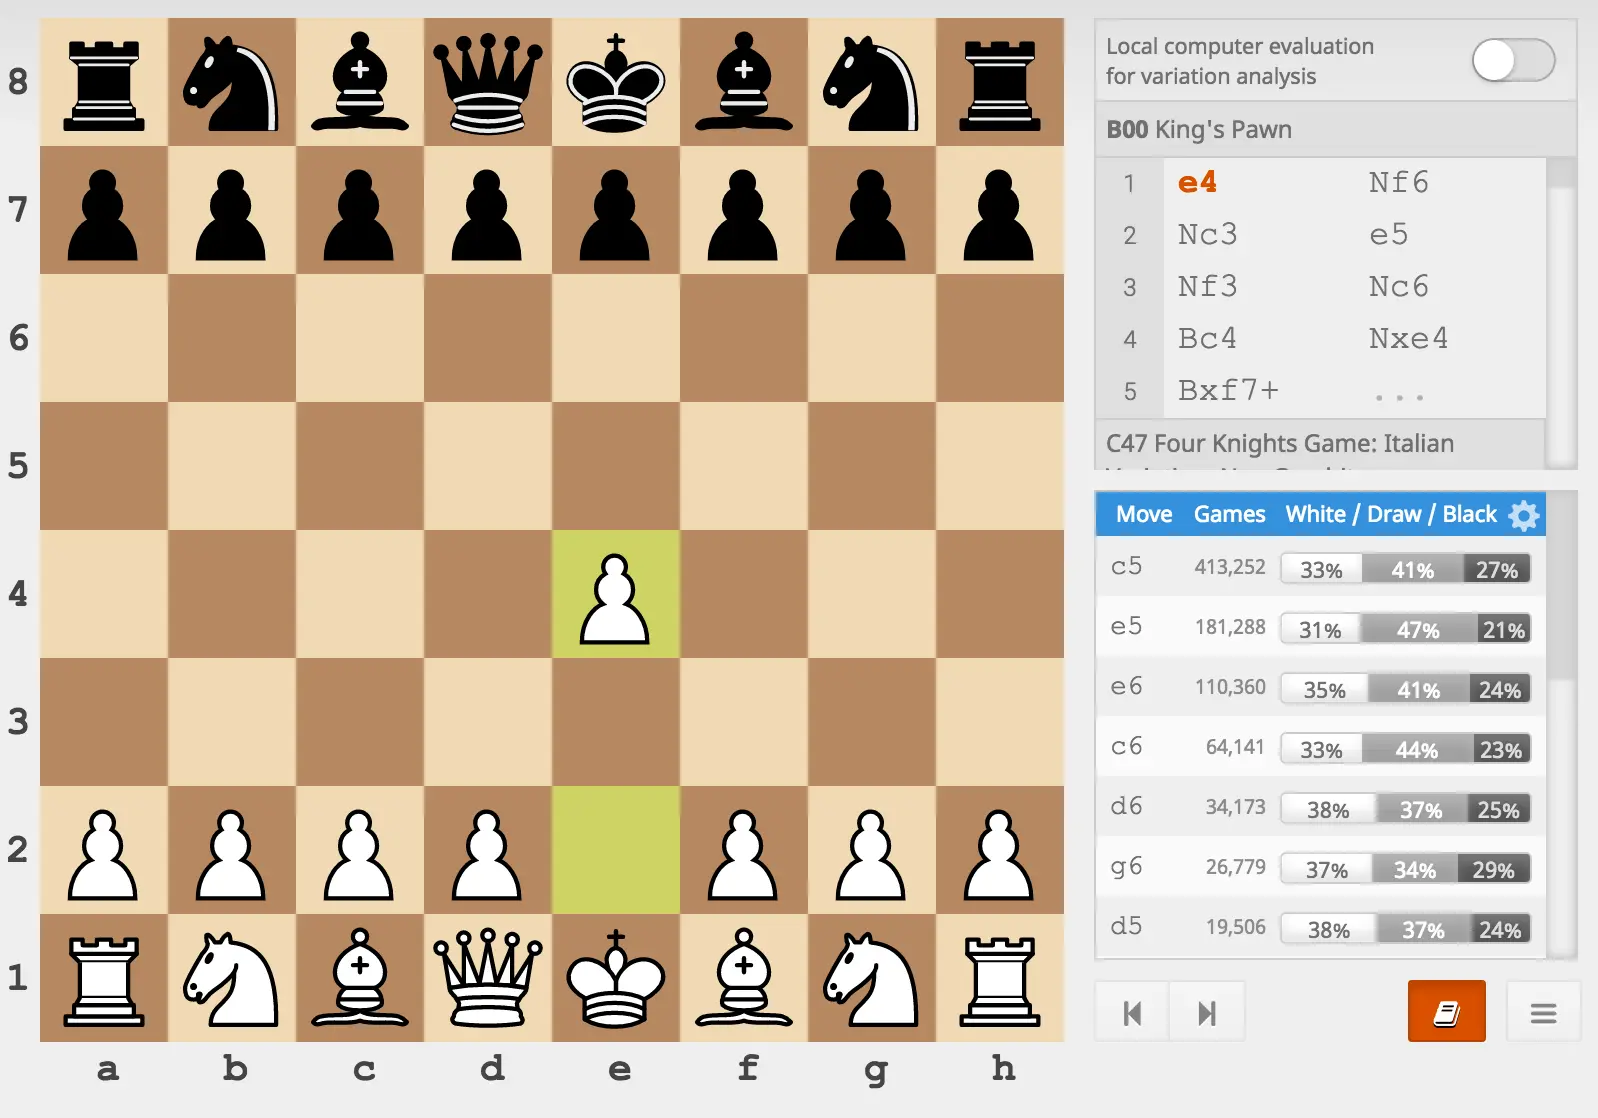 8
7
6
5
4
3
2
1
a b c d e f g h
Local computer evaluation
for variation analysis
B00 King's Pawn
1 e4 Nf6
2 Nc3 e5
3 Nf3 Nc6
4 Bc4 Nxe4
5 Bxf7+ ...
C47 Four Knights Game: Italian
Move Games White / Draw / Black
c5 413,252 33% 41% 27%
e5 181,288 31% 47% 21%
e6 110,360 35% 41% 24%
c6 64,141 33% 44% 23%
d6 34,173 38% 37% 25%
g6 26,779 37% 34% 29%
d5 19,506 38% 37% 24%